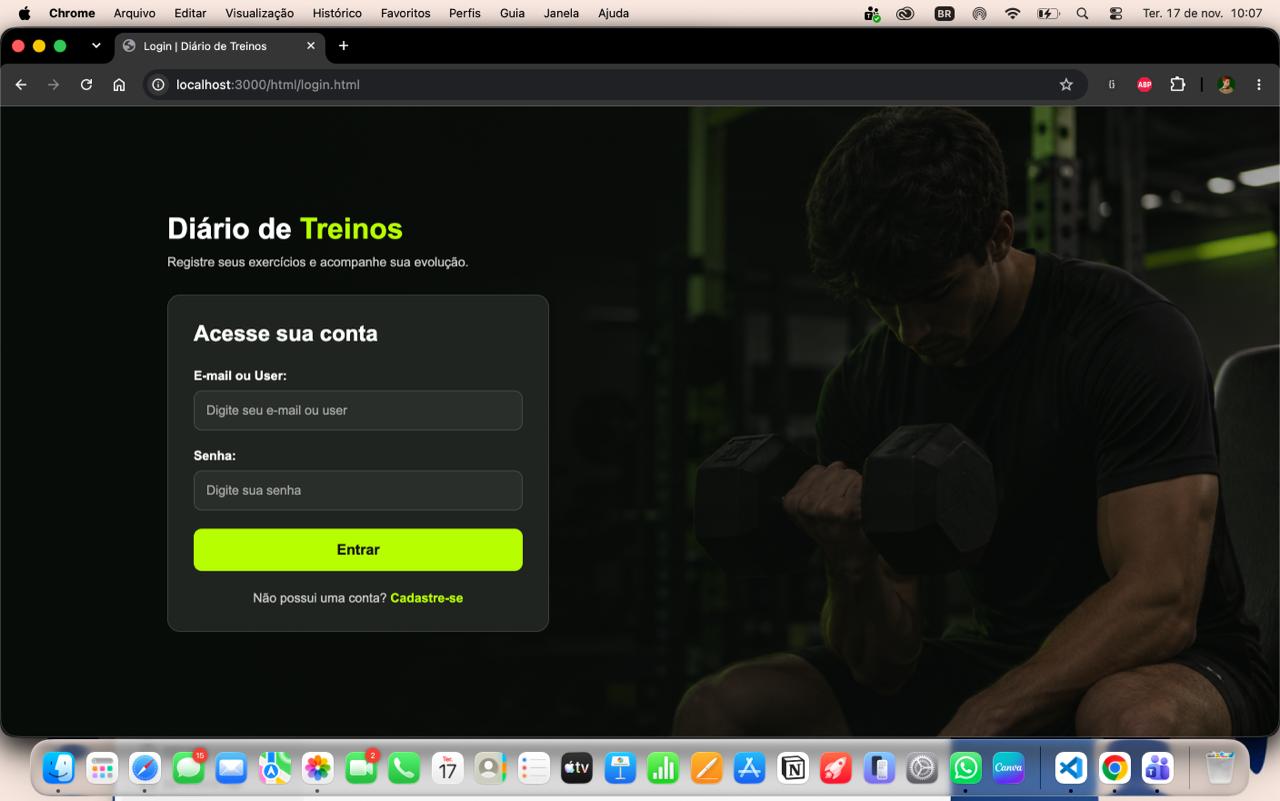 Chrome Arquivo Editar Visualização Histórico Favoritos Perfis Guia Janela Ajuda BR Ter. 17 de nov. 10:07
Login | Diário de Treinos
localhost:3000/html/login.html ABP
Diário de Treinos
Registre seus exercícios e acompanhe sua evolução.
Acesse sua conta
E-mail ou User:
Digite seu e-mail ou user
Senha:
Digite sua senha
Entrar
Não possui uma conta? Cadastre-se
15 2 Ter. 17 tv Canva